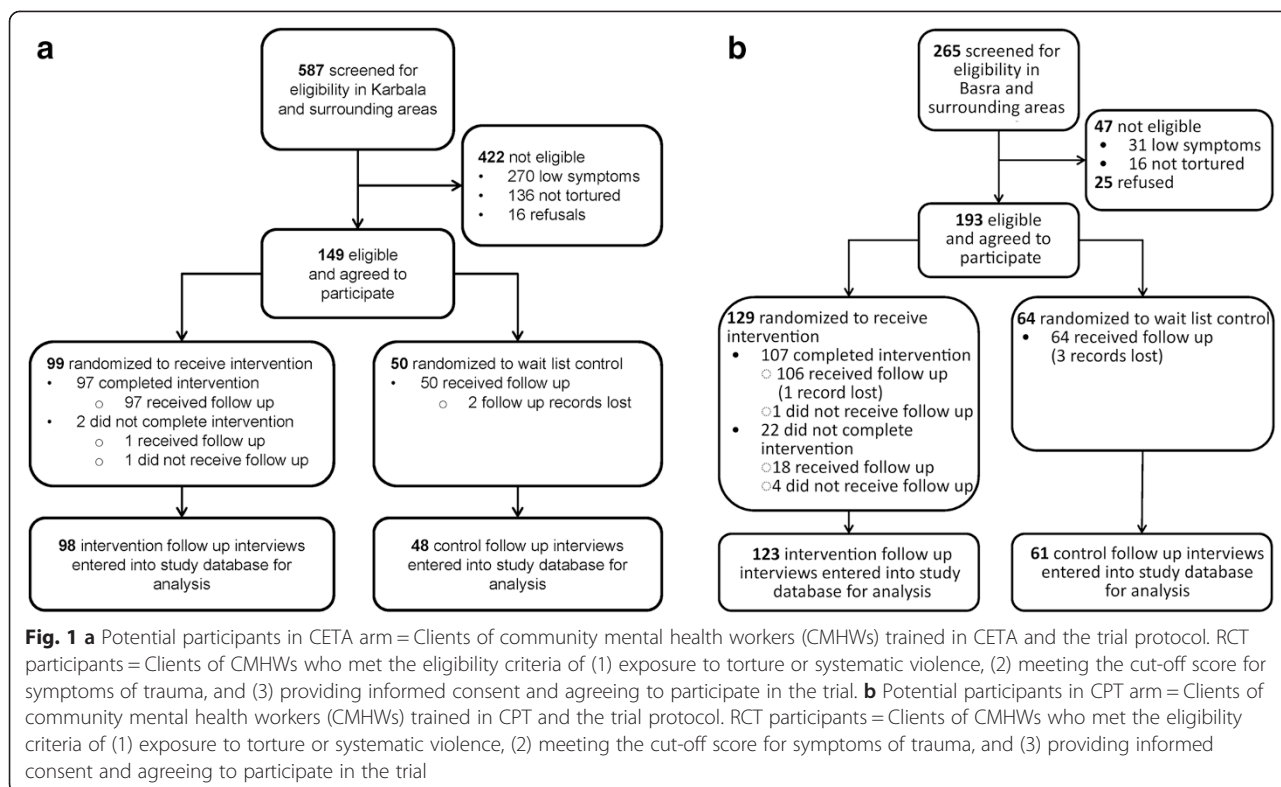 a
587 screened for
eligibility in Karbala
and surrounding areas
422 not eligible
• 270 low symptoms
• 136 not tortured
• 16 refusals
149 eligible
and agreed to
participate
99 randomized to receive intervention
• 97 completed intervention
○ 97 received follow up
• 2 did not complete intervention
○ 1 received follow up
○ 1 did not receive follow up
50 randomized to wait list control
• 50 received follow up
○ 2 follow up records lost
98 intervention follow up interviews
entered into study database for
analysis
48 control follow up interviews
entered into study database for
analysis
b
265 screened for
eligibility in
Basra and
surrounding areas
47 not eligible
• 31 low symptoms
• 16 not tortured
25 refused
193 eligible
and agreed to
participate
129 randomized to receive
intervention
• 107 completed intervention
○ 106 received follow up
(1 record lost)
○ 1 did not receive follow up
• 22 did not complete
intervention
○ 18 received follow up
○ 4 did not receive follow up
64 randomized to wait list control
• 64 received follow up
(3 records lost)
123 intervention follow up
interviews entered into study
database for analysis
61 control follow up interviews
entered into study database
for analysis
Fig. 1 a Potential participants in CETA arm = Clients of community mental health workers (CMHWs) trained in CETA and the trial protocol. RCT
participants = Clients of CMHWs who met the eligibility criteria of (1) exposure to torture or systematic violence, (2) meeting the cut-off score for
symptoms of trauma, and (3) providing informed consent and agreeing to participate in the trial. b Potential participants in CPT arm = Clients of
community mental health workers (CMHWs) trained in CPT and the trial protocol. RCT participants = Clients of CMHWs who met the eligibility
criteria of (1) exposure to torture or systematic violence, (2) meeting the cut-off score for symptoms of trauma, and (3) providing informed
consent and agreeing to participate in the trial